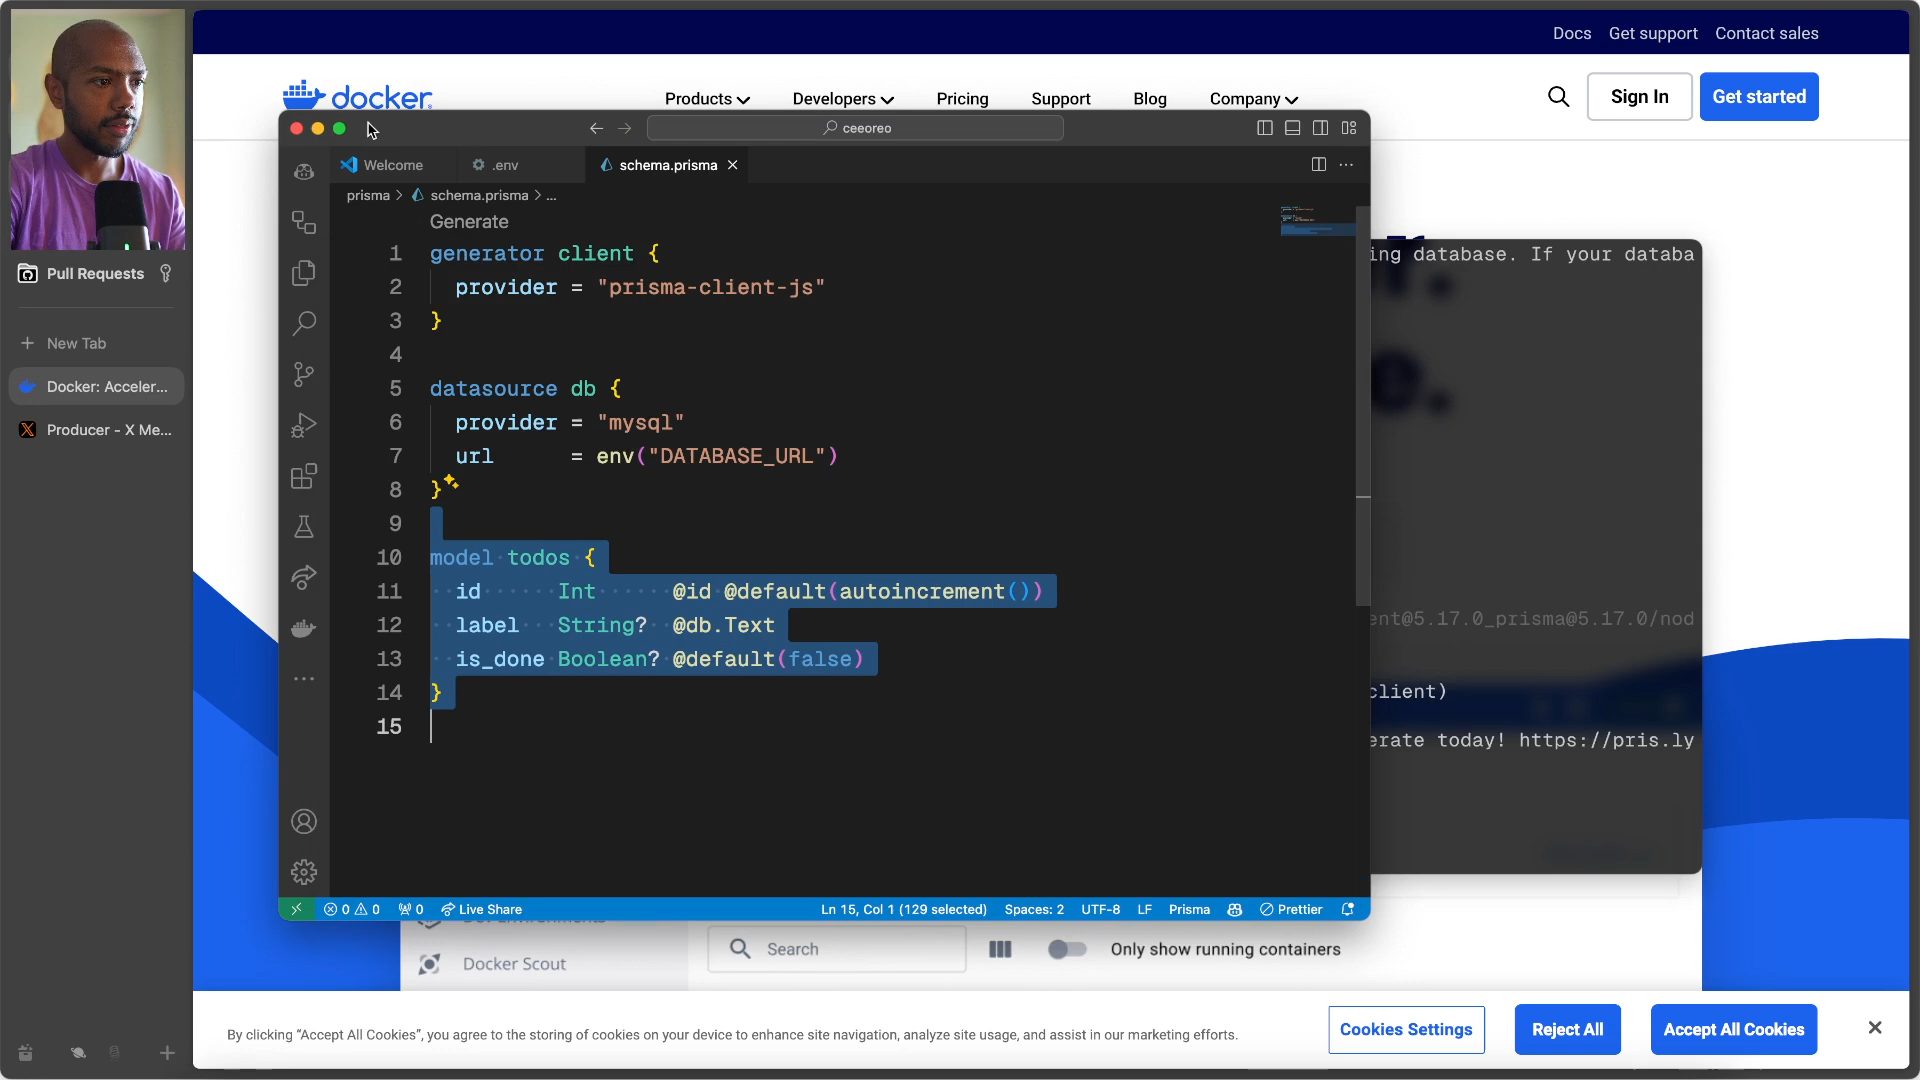 Docs Get support Contact sales
docker
Products Developers Pricing Support Blog Company
Sign In Get started
Pull Requests
New Tab
Docker: Acceler...
Producer - X Me...
ceeoreo
Welcome .env schema.prisma
prisma > schema.prisma > ...
Generate
1 generator client {
2 provider = "prisma-client-js"
3 }
4
5 datasource db {
6 provider = "mysql"
7 url = env("DATABASE_URL")
8 }
9
10 model todos {
11 id Int @id @default(autoincrement())
12 label String? @db.Text
13 is_done Boolean? @default(false)
14 }
15
ing database. If your databa
ent@5.17.0_prisma@5.17.0/nod
client)
erate today! https://pris.ly
0 0 0 Live Share Ln 15, Col 1 (129 selected) Spaces: 2 UTF-8 LF Prisma Prettier
Search Only show running containers
Docker Scout
By clicking “Accept All Cookies”, you agree to the storing of cookies on your device to enhance site navigation, analyze site usage, and assist in our marketing efforts.
Cookies Settings Reject All Accept All Cookies